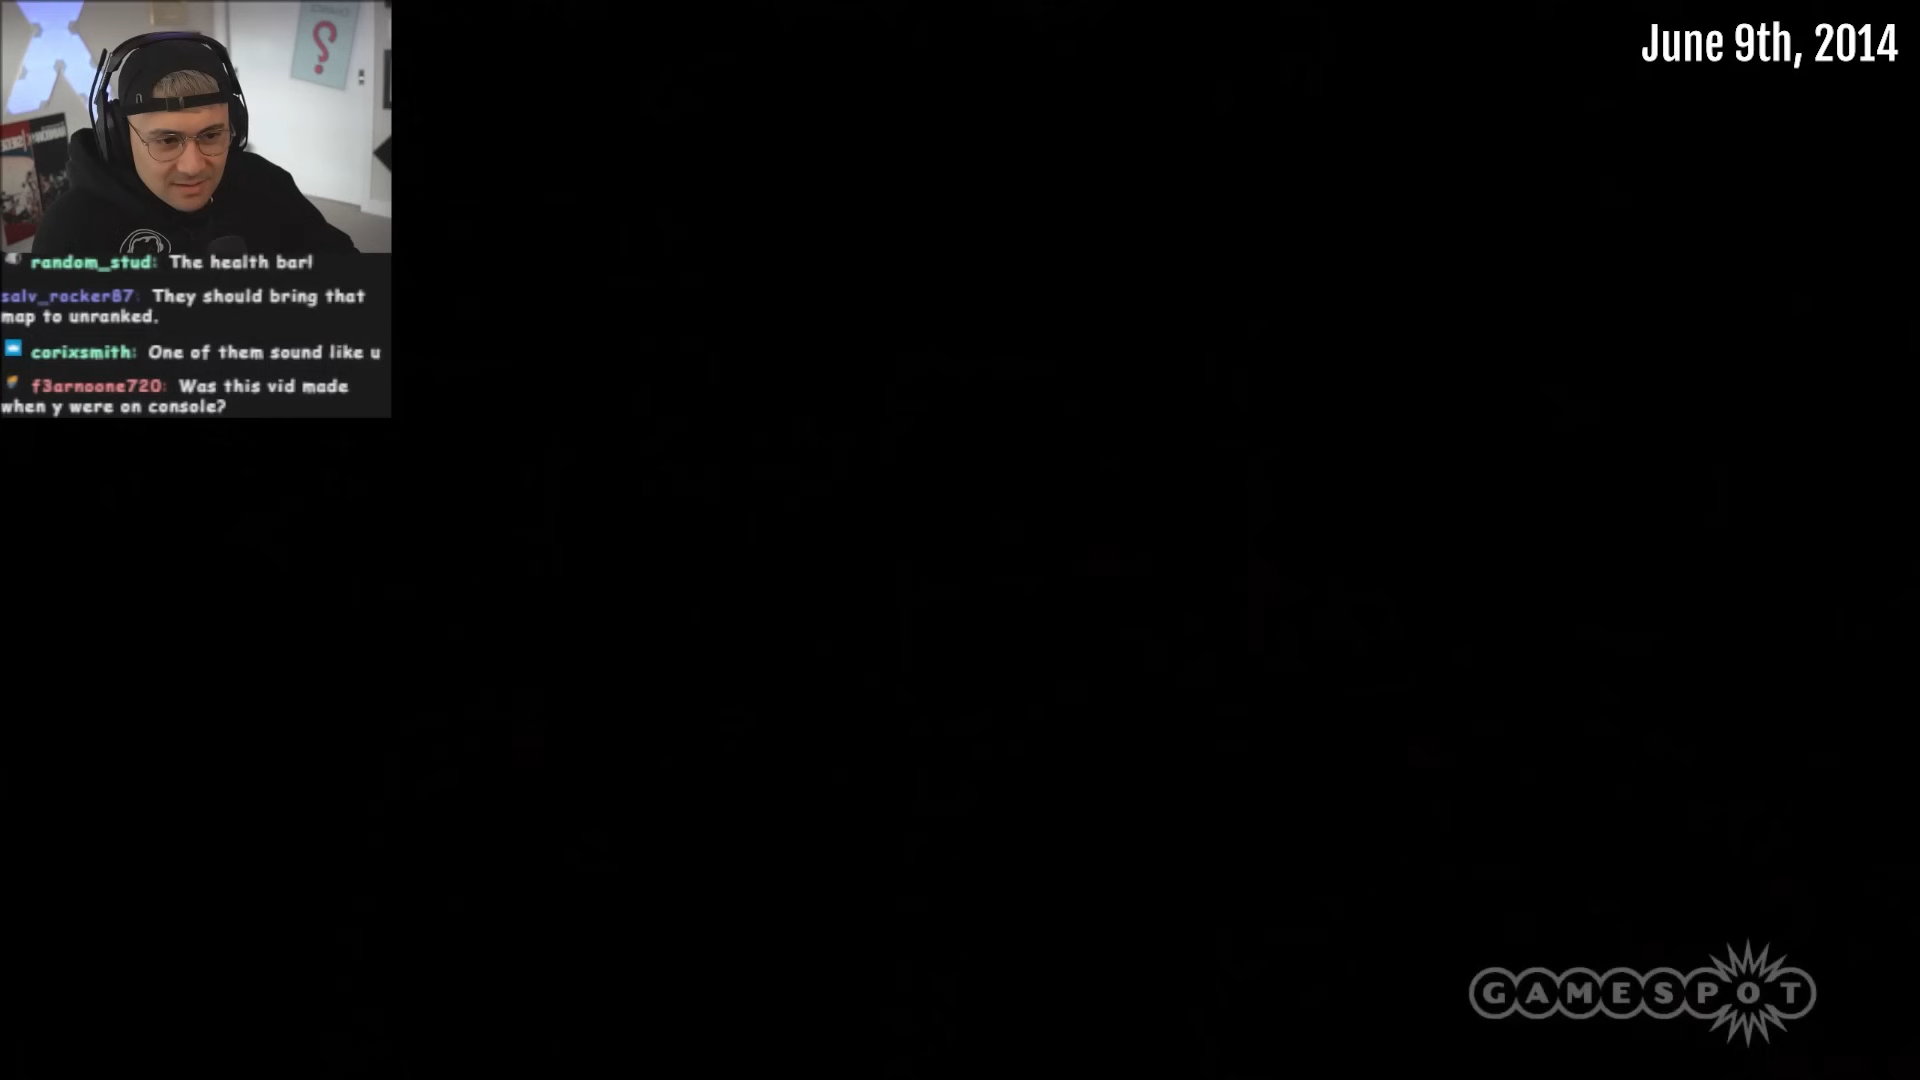 June 9th, 2014
CHANCE
?
random_stud: The health bar!
salv_rocker87: They should bring that
map to unranked.
corixsmith: One of them sound like u
f3arnoone720: Was this vid made
when y were on console?
GAMESPOT